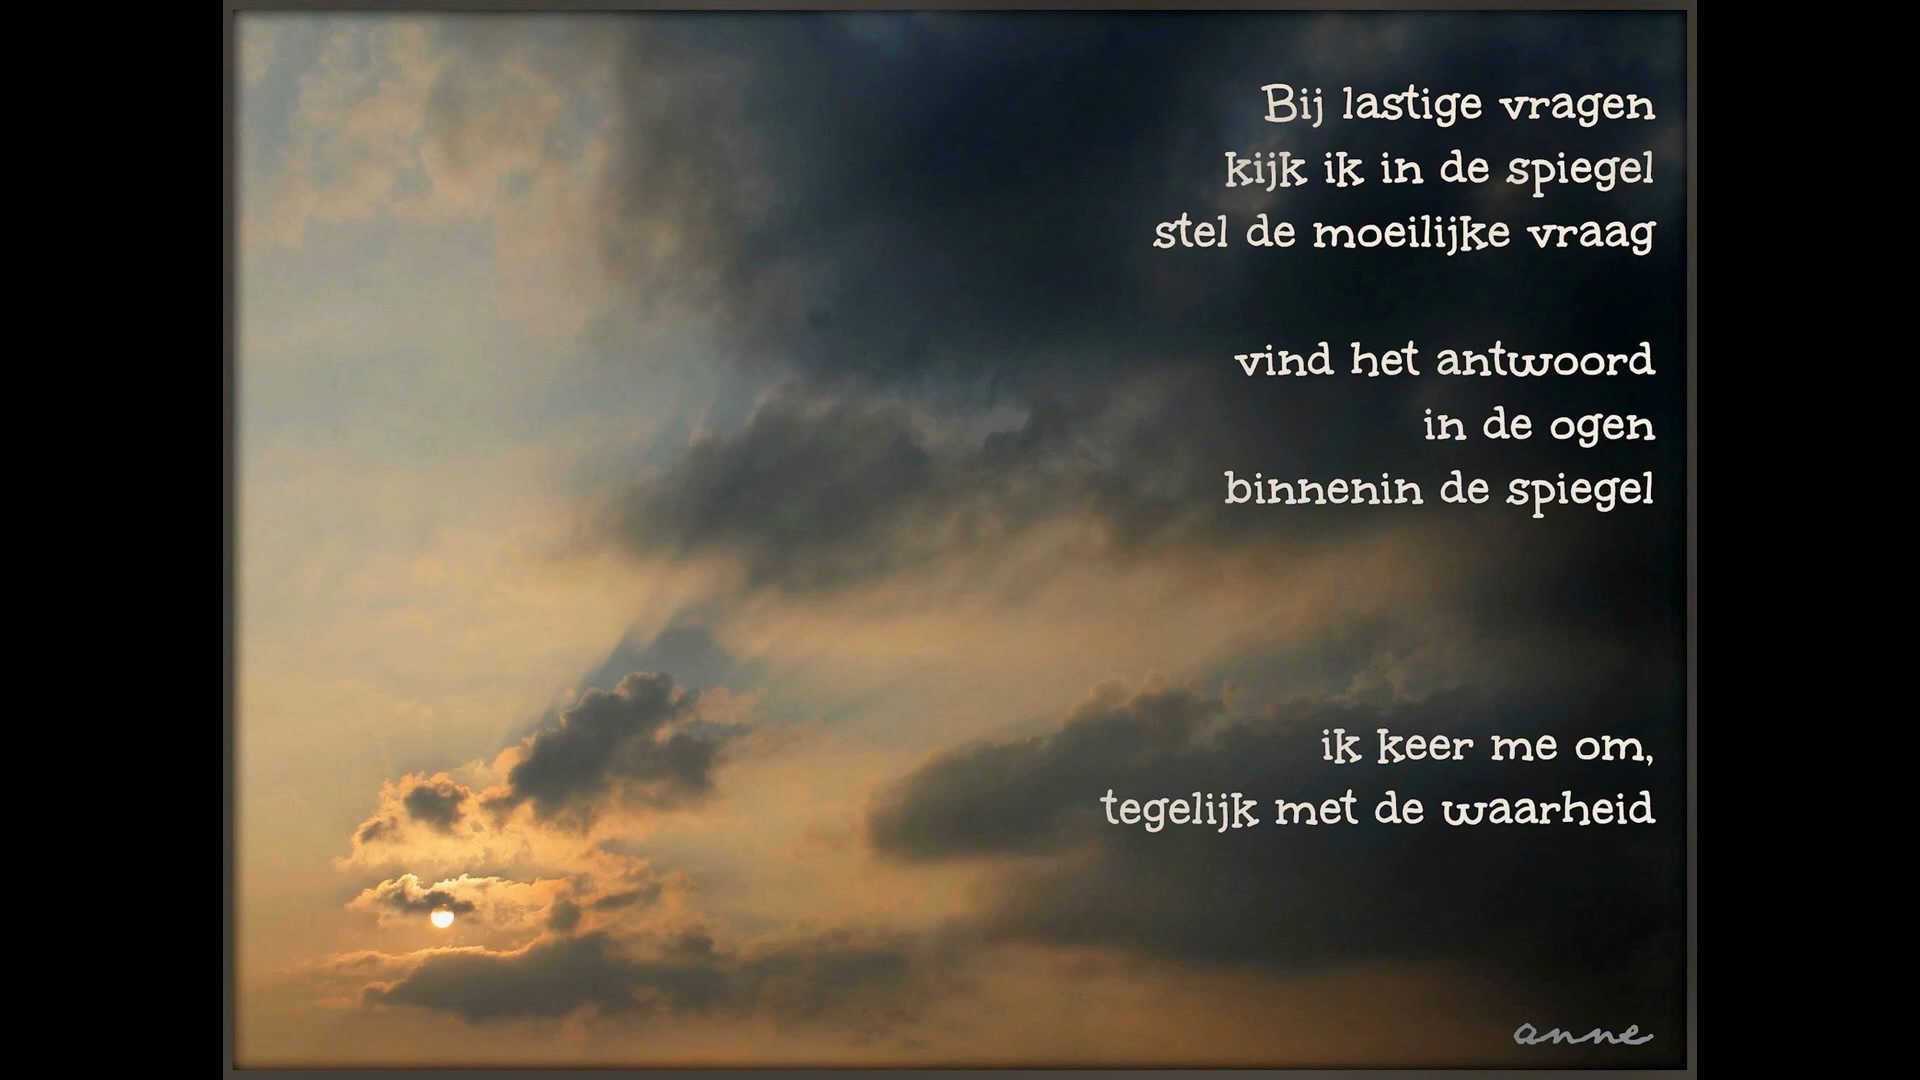 Bij lastige vragen
kijk ik in de spiegel
stel de moeilijke vraag
vind het antwoord
in de ogen
binnenin de spiegel
ik keer me om,
tegelijk met de waarheid
anne